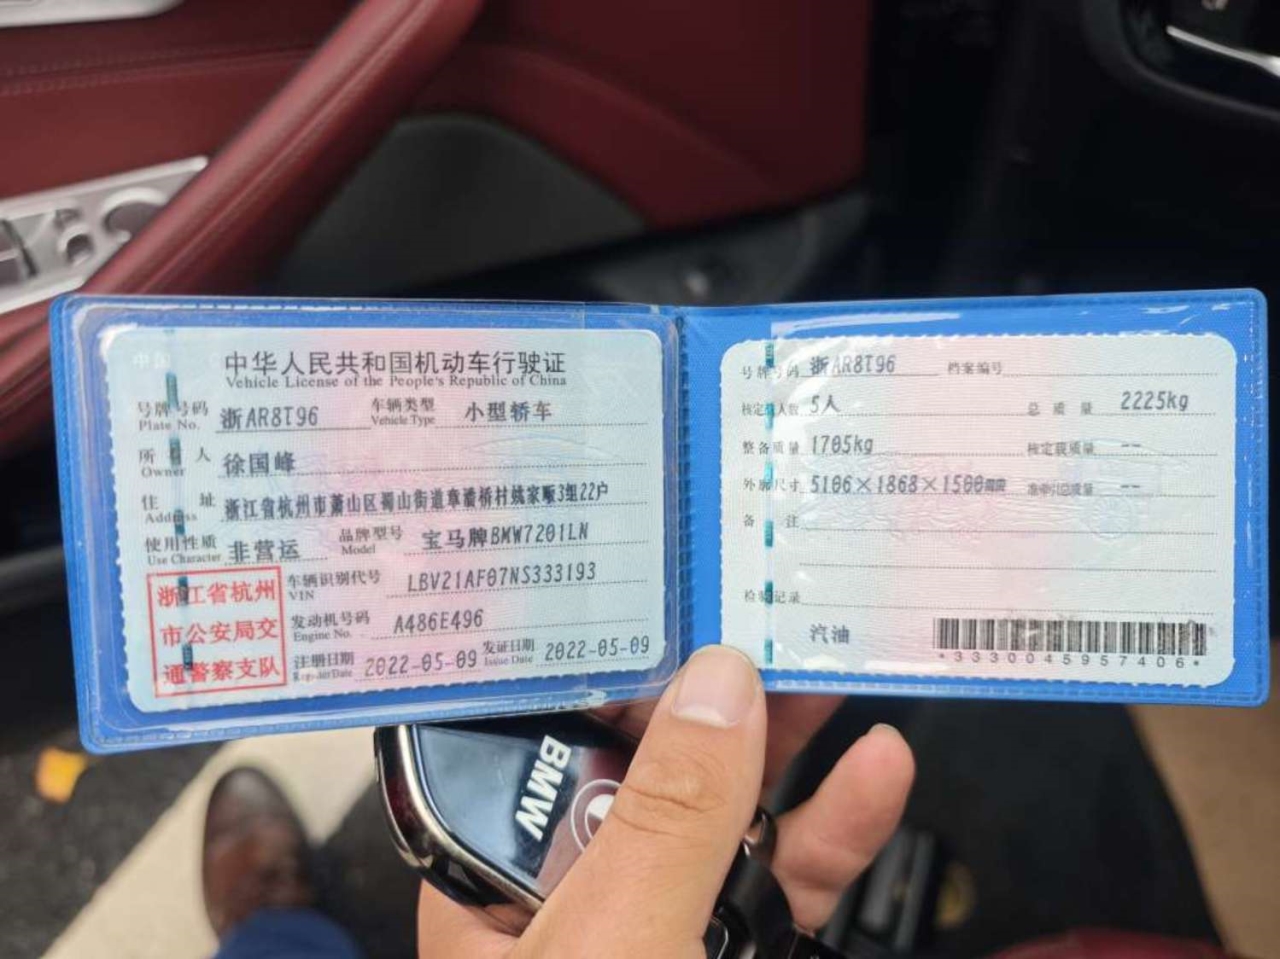 中华人民共和国机动车行驶证
Vehicle License of the People's Republic of China
号牌号码 浙AR8T96 车辆类型 小型轿车
Plate No. Vehicle Type
所有人 徐国峰
Owner
住址 浙江省杭州市萧山区蜀山街道章潘桥村姚家畈3组22户
Address
使用性质 非营运 品牌型号 宝马牌BMW7201LN
Use Character Model
浙江省杭州
市公安局交
通警察支队
车辆识别代号 LBV21AF07NS333193
VIN
发动机号码 A486E496
Engine No.
注册日期 2022-05-09 发证日期 2022-05-09
Register Date Issue Date
号牌号码 浙AR8T96 档案编号
核定载人数 5人 总质量 2225kg
整备质量 1705kg 核定载质量 --
外廓尺寸 5106×1868×1500 准牵引总质量 --
备注
检验记录
汽油
*3330045957406*
BMW